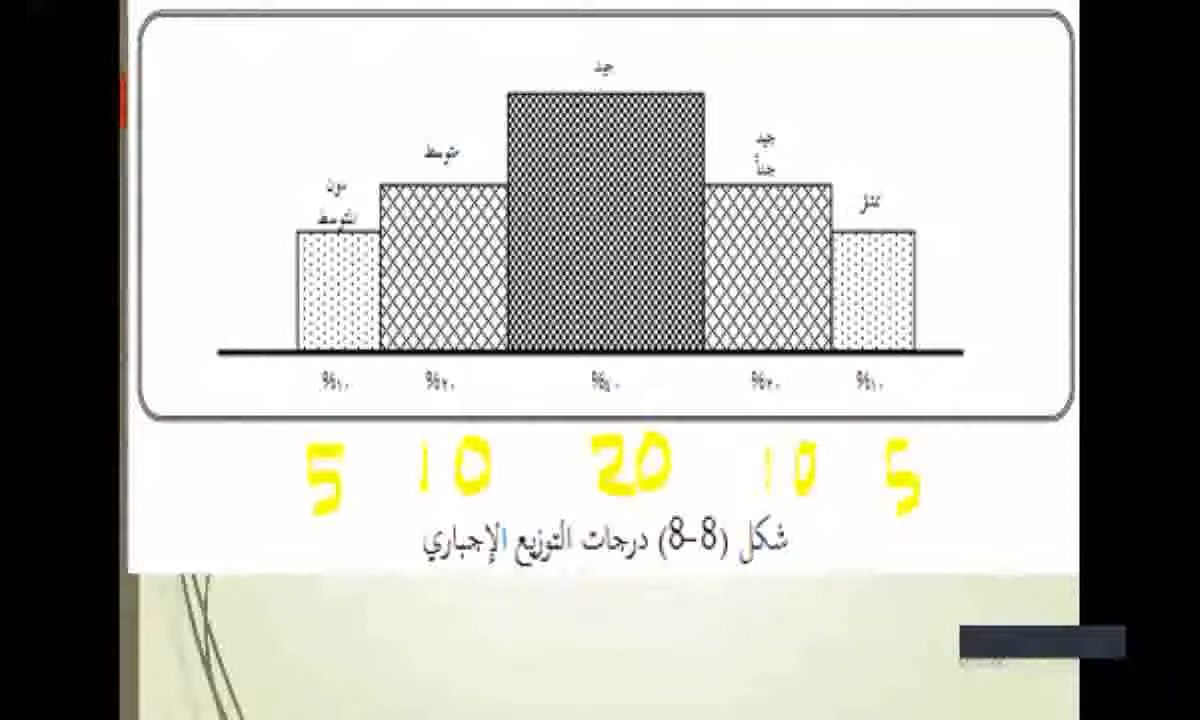 جيد
جيد
جداً
متوسط
دون
المتوسط
ممتاز
%١٠ %٢٠ %٤٠ %٢٠ %١٠
5 10 20 10 5
شكل (8-8) درجات التوزيع الإجباري